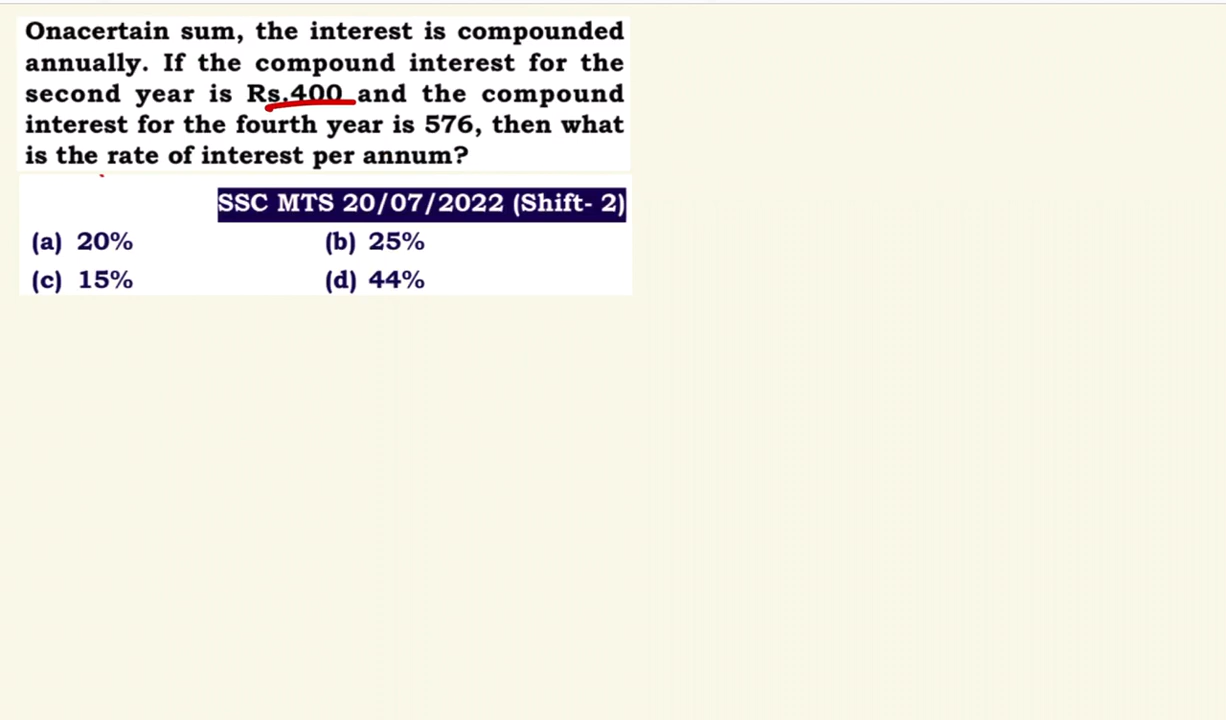 Onacertain sum, the interest is compounded
annually. If the compound interest for the
second year is Rs.400 and the compound
interest for the fourth year is 576, then what
is the rate of interest per annum?
SSC MTS 20/07/2022 (Shift- 2)
(a) 20% (b) 25%
(c) 15% (d) 44%